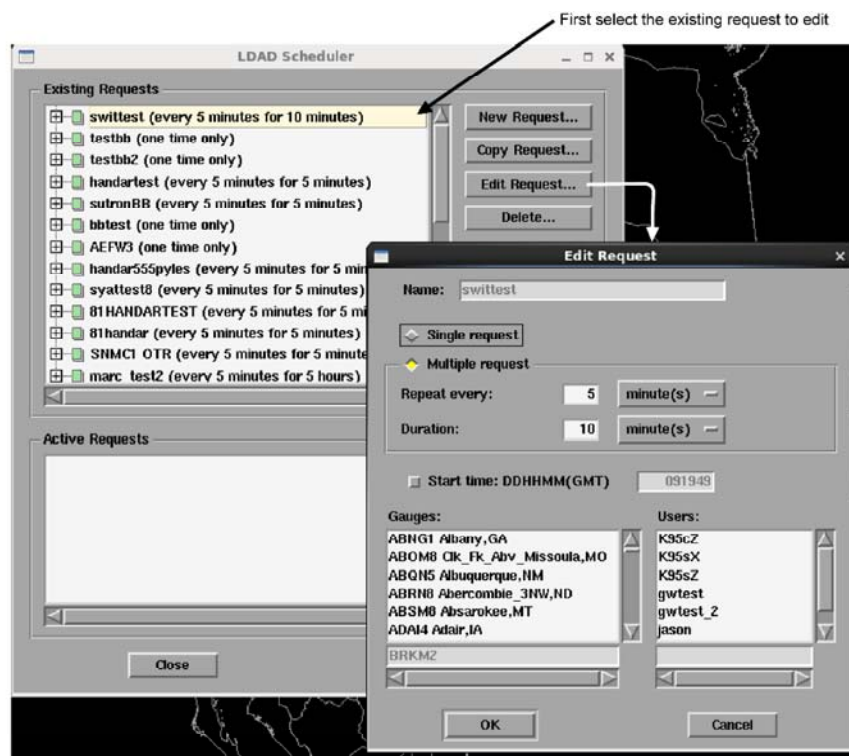 First select the existing request to edit
LDAD Scheduler
Existing Requests
swittest (every 5 minutes for 10 minutes)
testbb (one time only)
testbb2 (one time only)
handartest (every 5 minutes for 5 minutes)
sutronBB (every 5 minutes for 5 minutes)
bbtest (one time only)
AEFW3 (one time only)
handar555pyles (every 5 minutes for 5 min
syattest8 (every 5 minutes for 5 minutes)
81HANDARTEST (every 5 minutes for 5 mi
81handar (every 5 minutes for 5 minutes)
SNMC1_OTR (every 5 minutes for 5 minute
marc_test2 (every 5 minutes for 5 hours)
New Request...
Copy Request...
Edit Request...
Delete...
Active Requests
Close
Edit Request
Name: swittest
Single request
Multiple request
Repeat every: 5 minute(s)
Duration: 10 minute(s)
Start time: DDHHMM(GMT) 091949
Gauges:
ABNG1 Albany,GA
ABOM8 Clk_Fk_Abv_Missoula,MO
ABQN5 Albuquerque,NM
ABRN8 Abercombie_3NW,ND
ABSM8 Absarokee,MT
ADAI4 Adair,IA
BRKM2
Users:
K95cZ
K95sX
K95sZ
gwtest
gwtest_2
jason
OK
Cancel